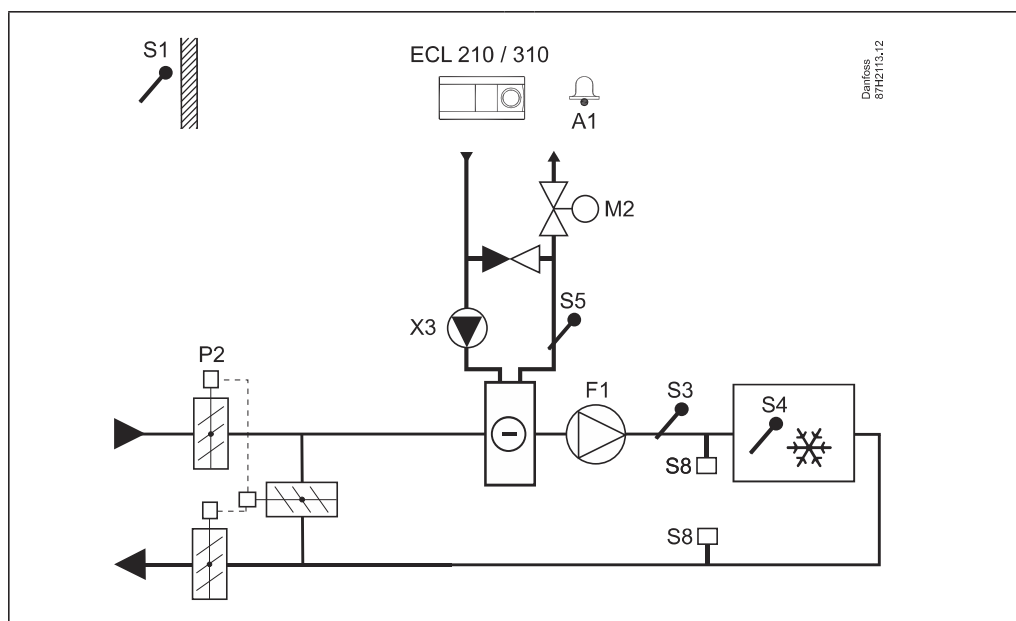 S1
ECL 210 / 310
A1
Danfoss
87H2113.12
M2
S5
X3
P2
F1
S3
S4
S8
S8